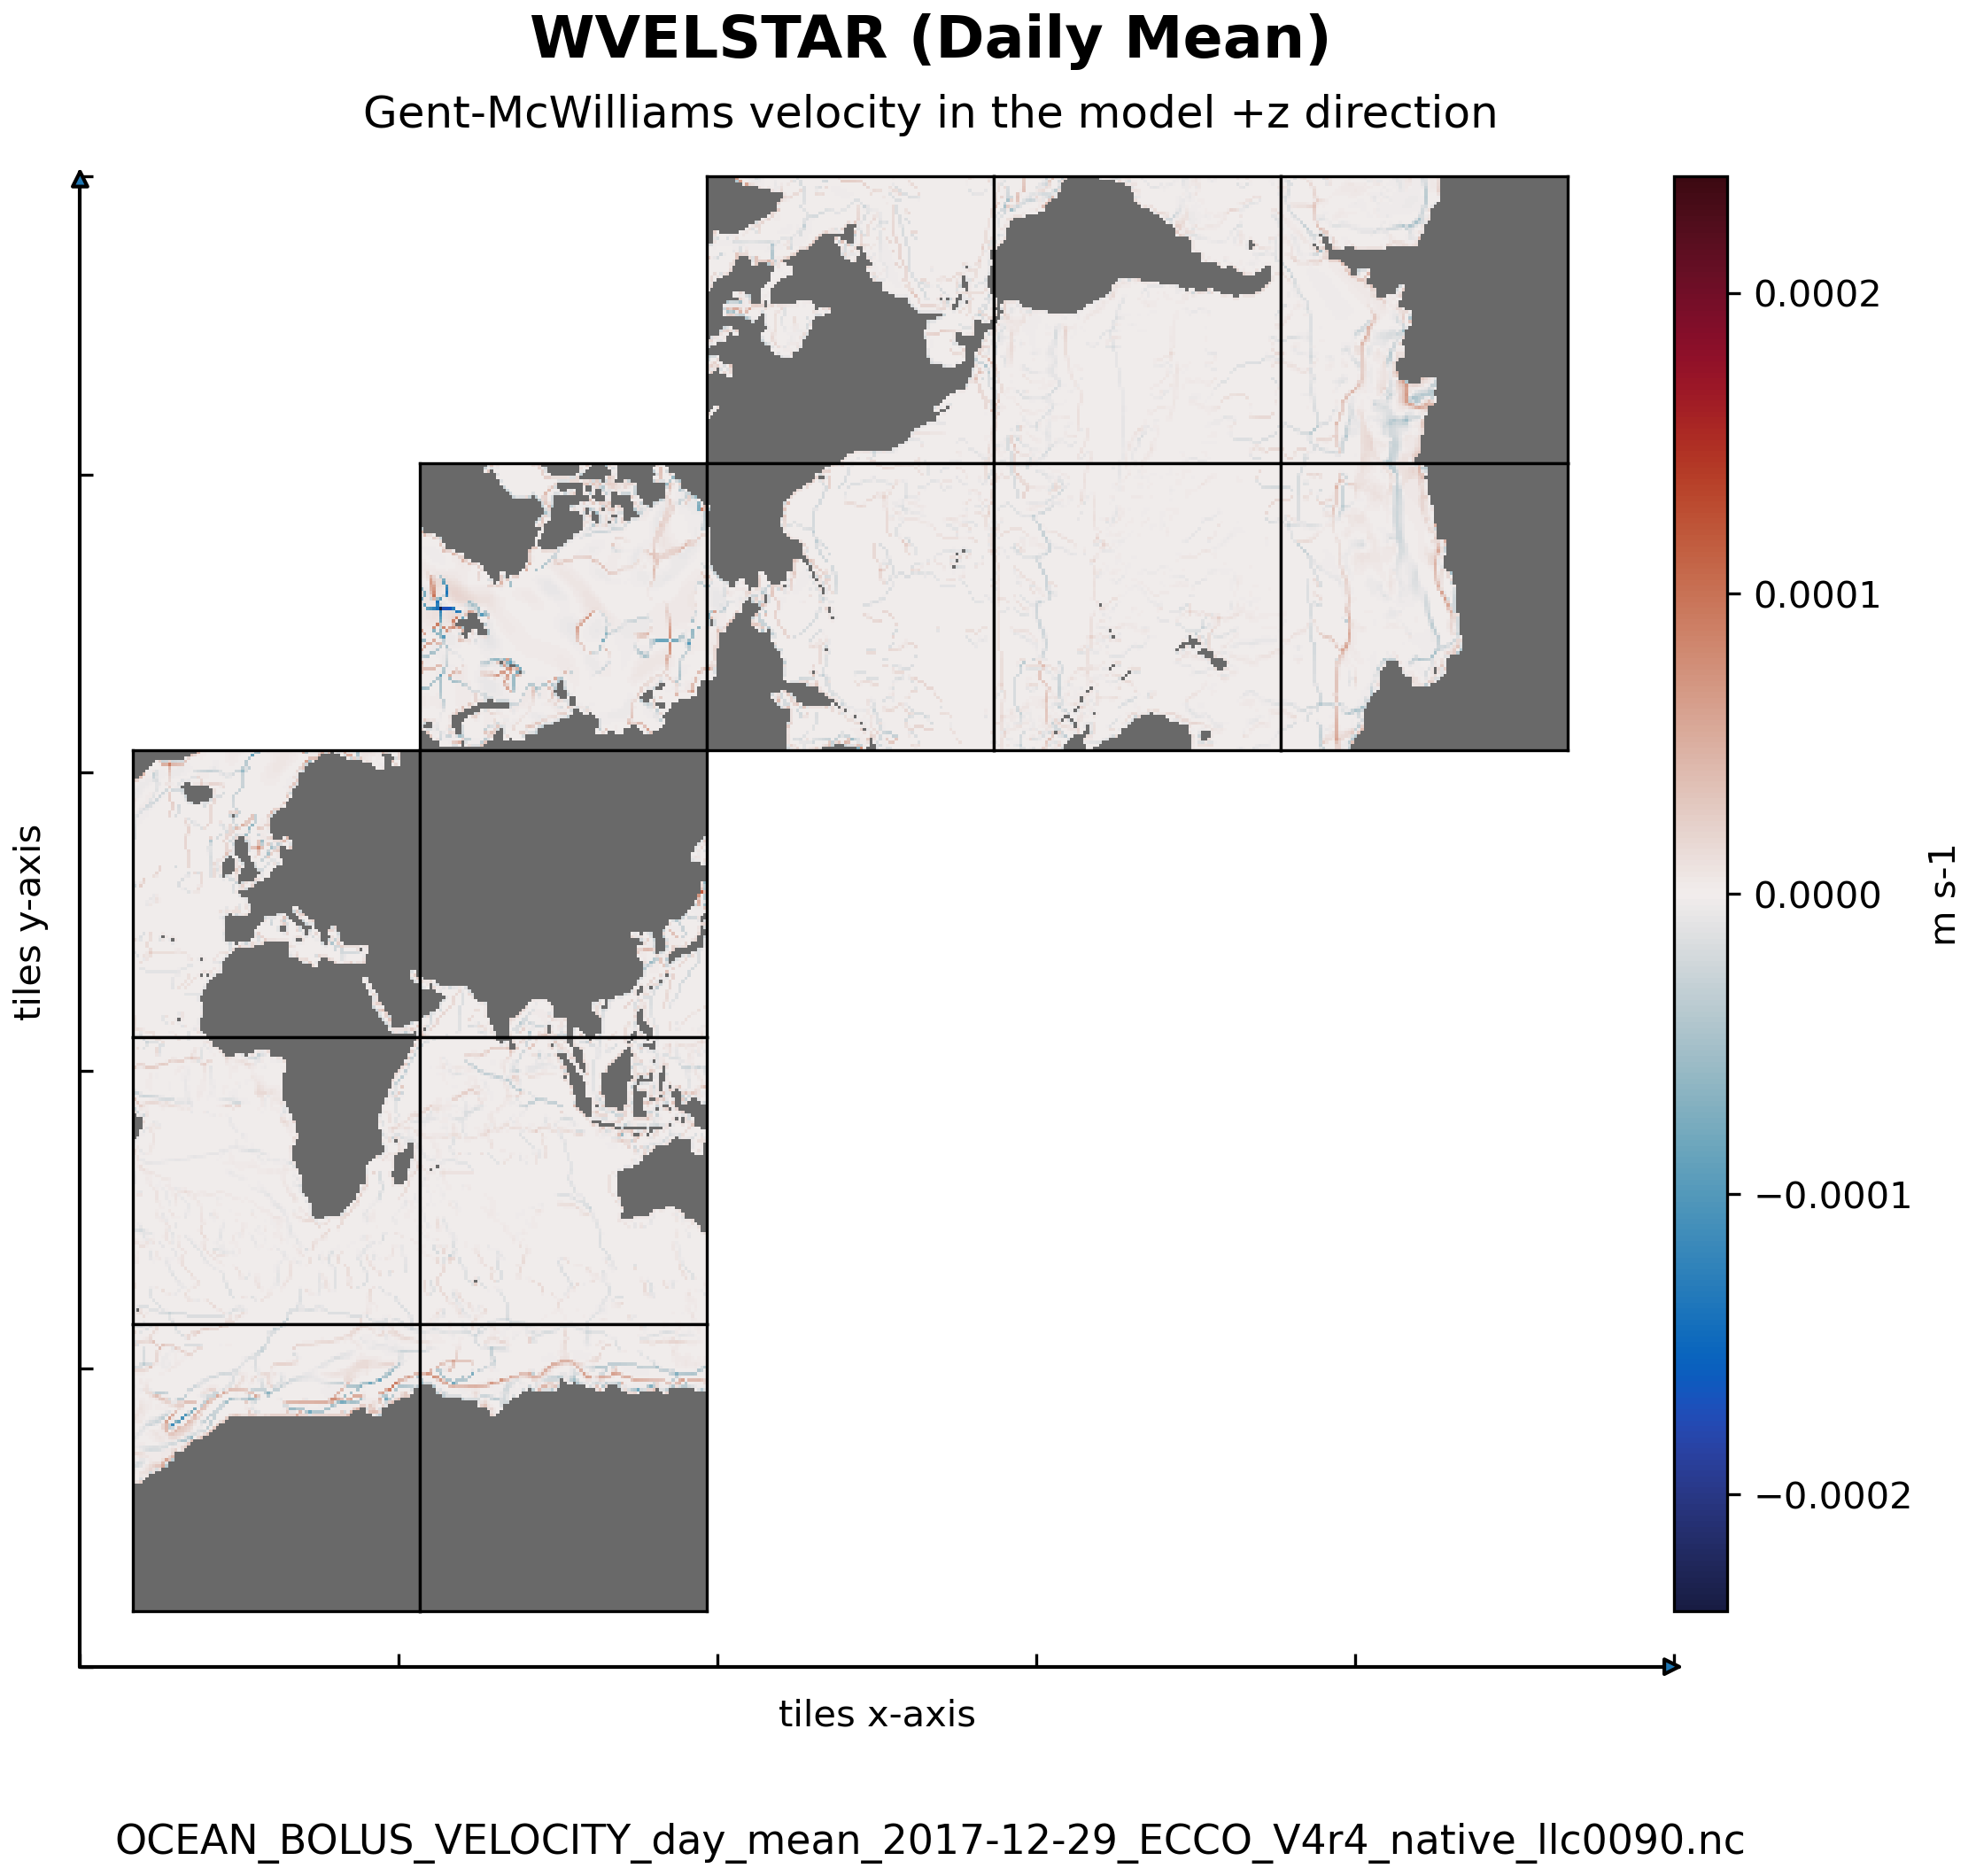 WVELSTAR (Daily Mean)
Gent-McWilliams velocity in the model +z direction
0.0002
0.0001
0.0000
−0.0001
−0.0002
m s-1
tiles y-axis
tiles x-axis
OCEAN_BOLUS_VELOCITY_day_mean_2017-12-29_ECCO_V4r4_native_llc0090.nc